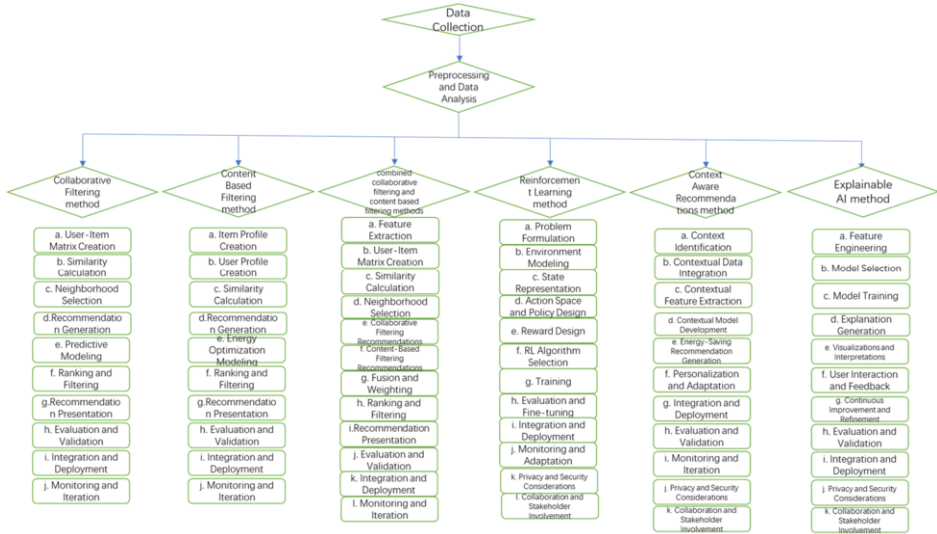 Data
Collection
Preprocessing
and Data
Analysis
Collaborative
Filtering
method
a. User-Item
Matrix Creation
b. Similarity
Calculation
c. Neighborhood
Selection
d.Recommendatio
n Generation
e. Predictive
Modeling
f. Ranking and
Filtering
g.Recommendatio
n Presentation
h. Evaluation and
Validation
i. Integration and
Deployment
j. Monitoring and
Iteration
Content
Based
Filtering
method
a. Item Profile
Creation
b. User Profile
Creation
c. Similarity
Calculation
d.Recommendatio
n Generation
e. Energy
Optimization
Modeling
f. Ranking and
Filtering
g.Recommendatio
n Presentation
h. Evaluation and
Validation
i. Integration and
Deployment
j. Monitoring and
Iteration
combined
collaborative
filtering and
content based
filtering methods
a. Feature
Extraction
b. User-Item
Matrix Creation
c. Similarity
Calculation
d. Neighborhood
Selection
e. Collaborative
Filtering
Recommendations
f. Content-Based
Filtering
Recommendations
g. Fusion and
Weighting
h. Ranking and
Filtering
i.Recommendation
Presentation
j. Evaluation and
Validation
k. Integration and
Deployment
l. Monitoring and
Iteration
Reinforcemen
t Learning
method
a. Problem
Formulation
b. Environment
Modeling
c. State
Representation
d. Action Space
and Policy Design
e. Reward Design
f. RL Algorithm
Selection
g. Training
h. Evaluation and
Fine-tuning
i. Integration and
Deployment
j. Monitoring and
Adaptation
k. Privacy and Security
Considerations
l. Collaboration and
Stakeholder
Involvement
Context
Aware
Recommenda
tions method
a. Context
Identification
b. Contextual Data
Integration
c. Contextual
Feature Extraction
d. Contextual Model
Development
e. Energy-Saving
Recommendation
Generation
f. Personalization
and Adaptation
g. Integration and
Deployment
h. Evaluation and
Validation
i. Monitoring and
Iteration
j. Privacy and Security
Considerations
k. Collaboration and
Stakeholder
Involvement
Explainable
AI method
a. Feature
Engineering
b. Model Selection
c. Model Training
d. Explanation
Generation
e. Visualizations and
Interpretations
f. User Interaction
and Feedback
g. Continuous
Improvement and
Refinement
h. Evaluation and
Validation
i. Integration and
Deployment
j. Privacy and Security
Considerations
k. Collaboration and
Stakeholder
Involvement